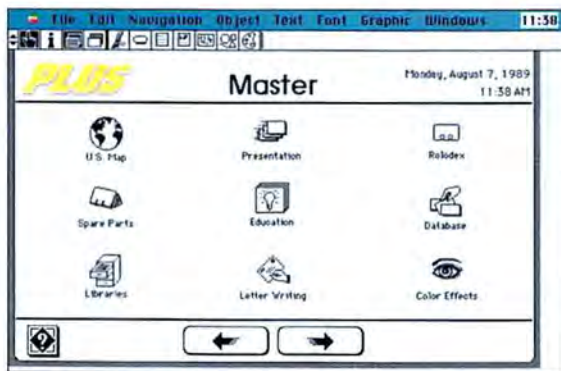 File Edit Navigation Object Text Font Graphic Windows 11:38
PLUS
Master
Monday, August 7, 1989
11:38 AM
U.S. Map
Presentation
Rolodex
Spare Parts
Education
Database
Libraries
Letter Writing
Color Effects